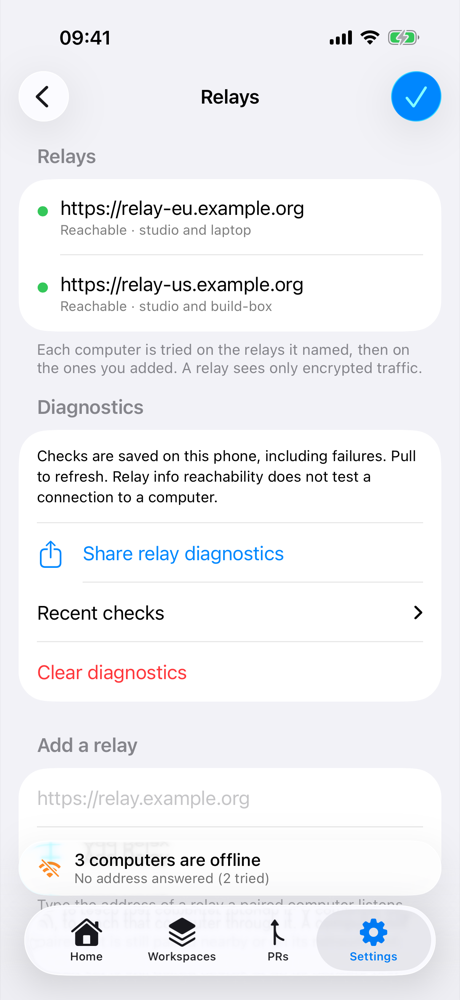 09:41
Relays
Relays
https://relay-eu.example.org
Reachable · studio and laptop
https://relay-us.example.org
Reachable · studio and build-box
Each computer is tried on the relays it named, then on
the ones you added. A relay sees only encrypted traffic.
Diagnostics
Checks are saved on this phone, including failures. Pull
to refresh. Relay info reachability does not test a
connection to a computer.
Share relay diagnostics
Recent checks
Clear diagnostics
Add a relay
https://relay.example.org
3 computers are offline
No address answered (2 tried)
Type the address of a relay a paired computer listens
Home
Workspaces
PRs
Settings